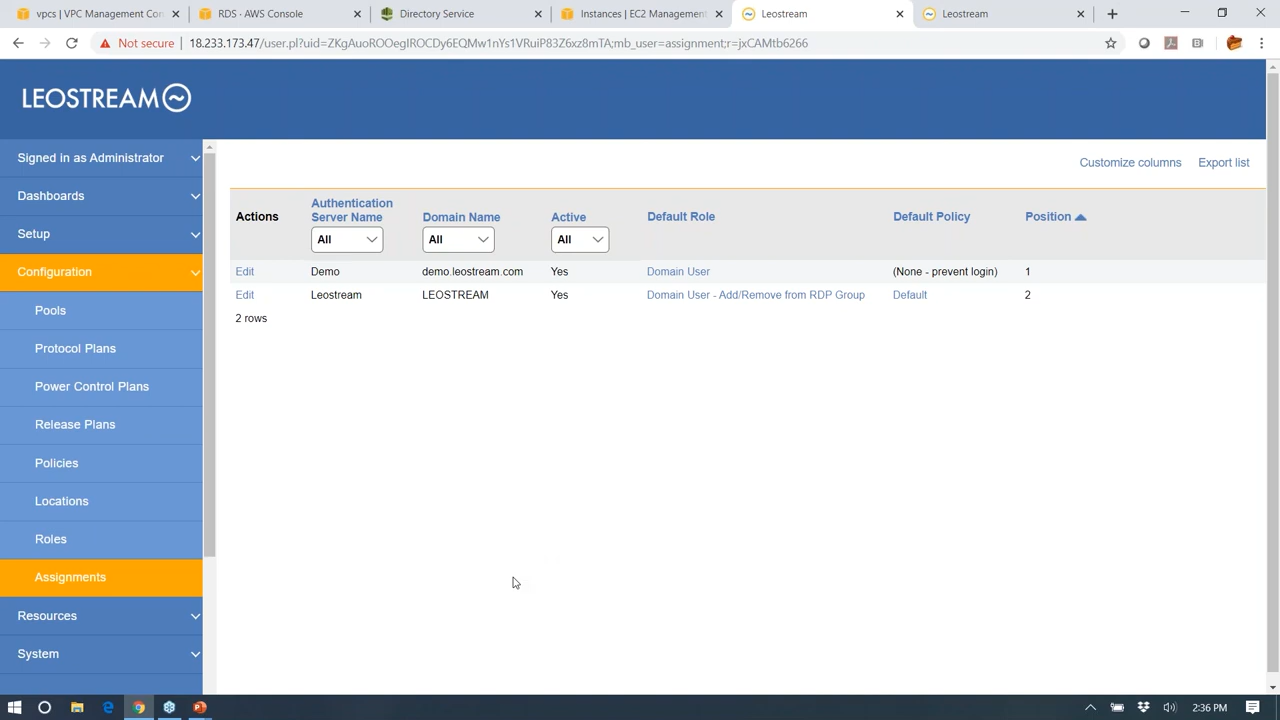 vpcs | VPC Management Con
RDS · AWS Console
Directory Service
Instances | EC2 Management
Leostream
Leostream
Not secure
18.233.173.47/user.pl?uid=ZKgAuoROOegIROCDy6EQMw1nYs1VRuiP83Z6xz8mTA;mb_user=assignment;r=jxCAMtb6266
LEOSTREAM
Signed in as Administrator
Dashboards
Setup
Configuration
Pools
Protocol Plans
Power Control Plans
Release Plans
Policies
Locations
Roles
Assignments
Resources
System
Customize columns Export list
Actions Authentication Server Name Domain Name Active Default Role Default Policy Position
All All All
Edit Demo demo.leostream.com Yes Domain User (None - prevent login) 1
Edit Leostream LEOSTREAM Yes Domain User - Add/Remove from RDP Group Default 2
2 rows
2:36 PM